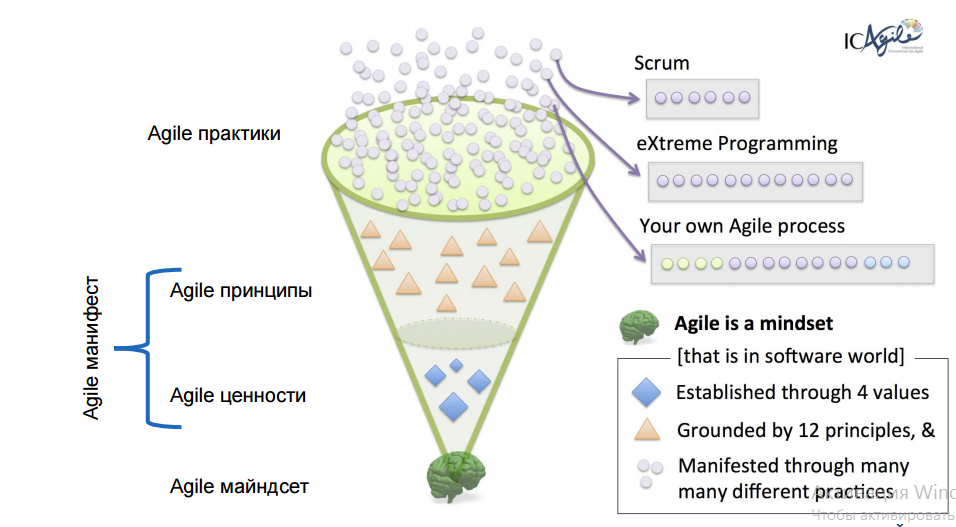 ICAgile
Scrum
Agile практики
eXtreme Programming
Your own Agile process
Agile манифест
Agile принципы
Agile ценности
Agile майндсет
Agile is a mindset
[that is in software world]
Established through 4 values
Grounded by 12 principles, &
Manifested through many
many different practices
Активация Wind
Чтобы активировать